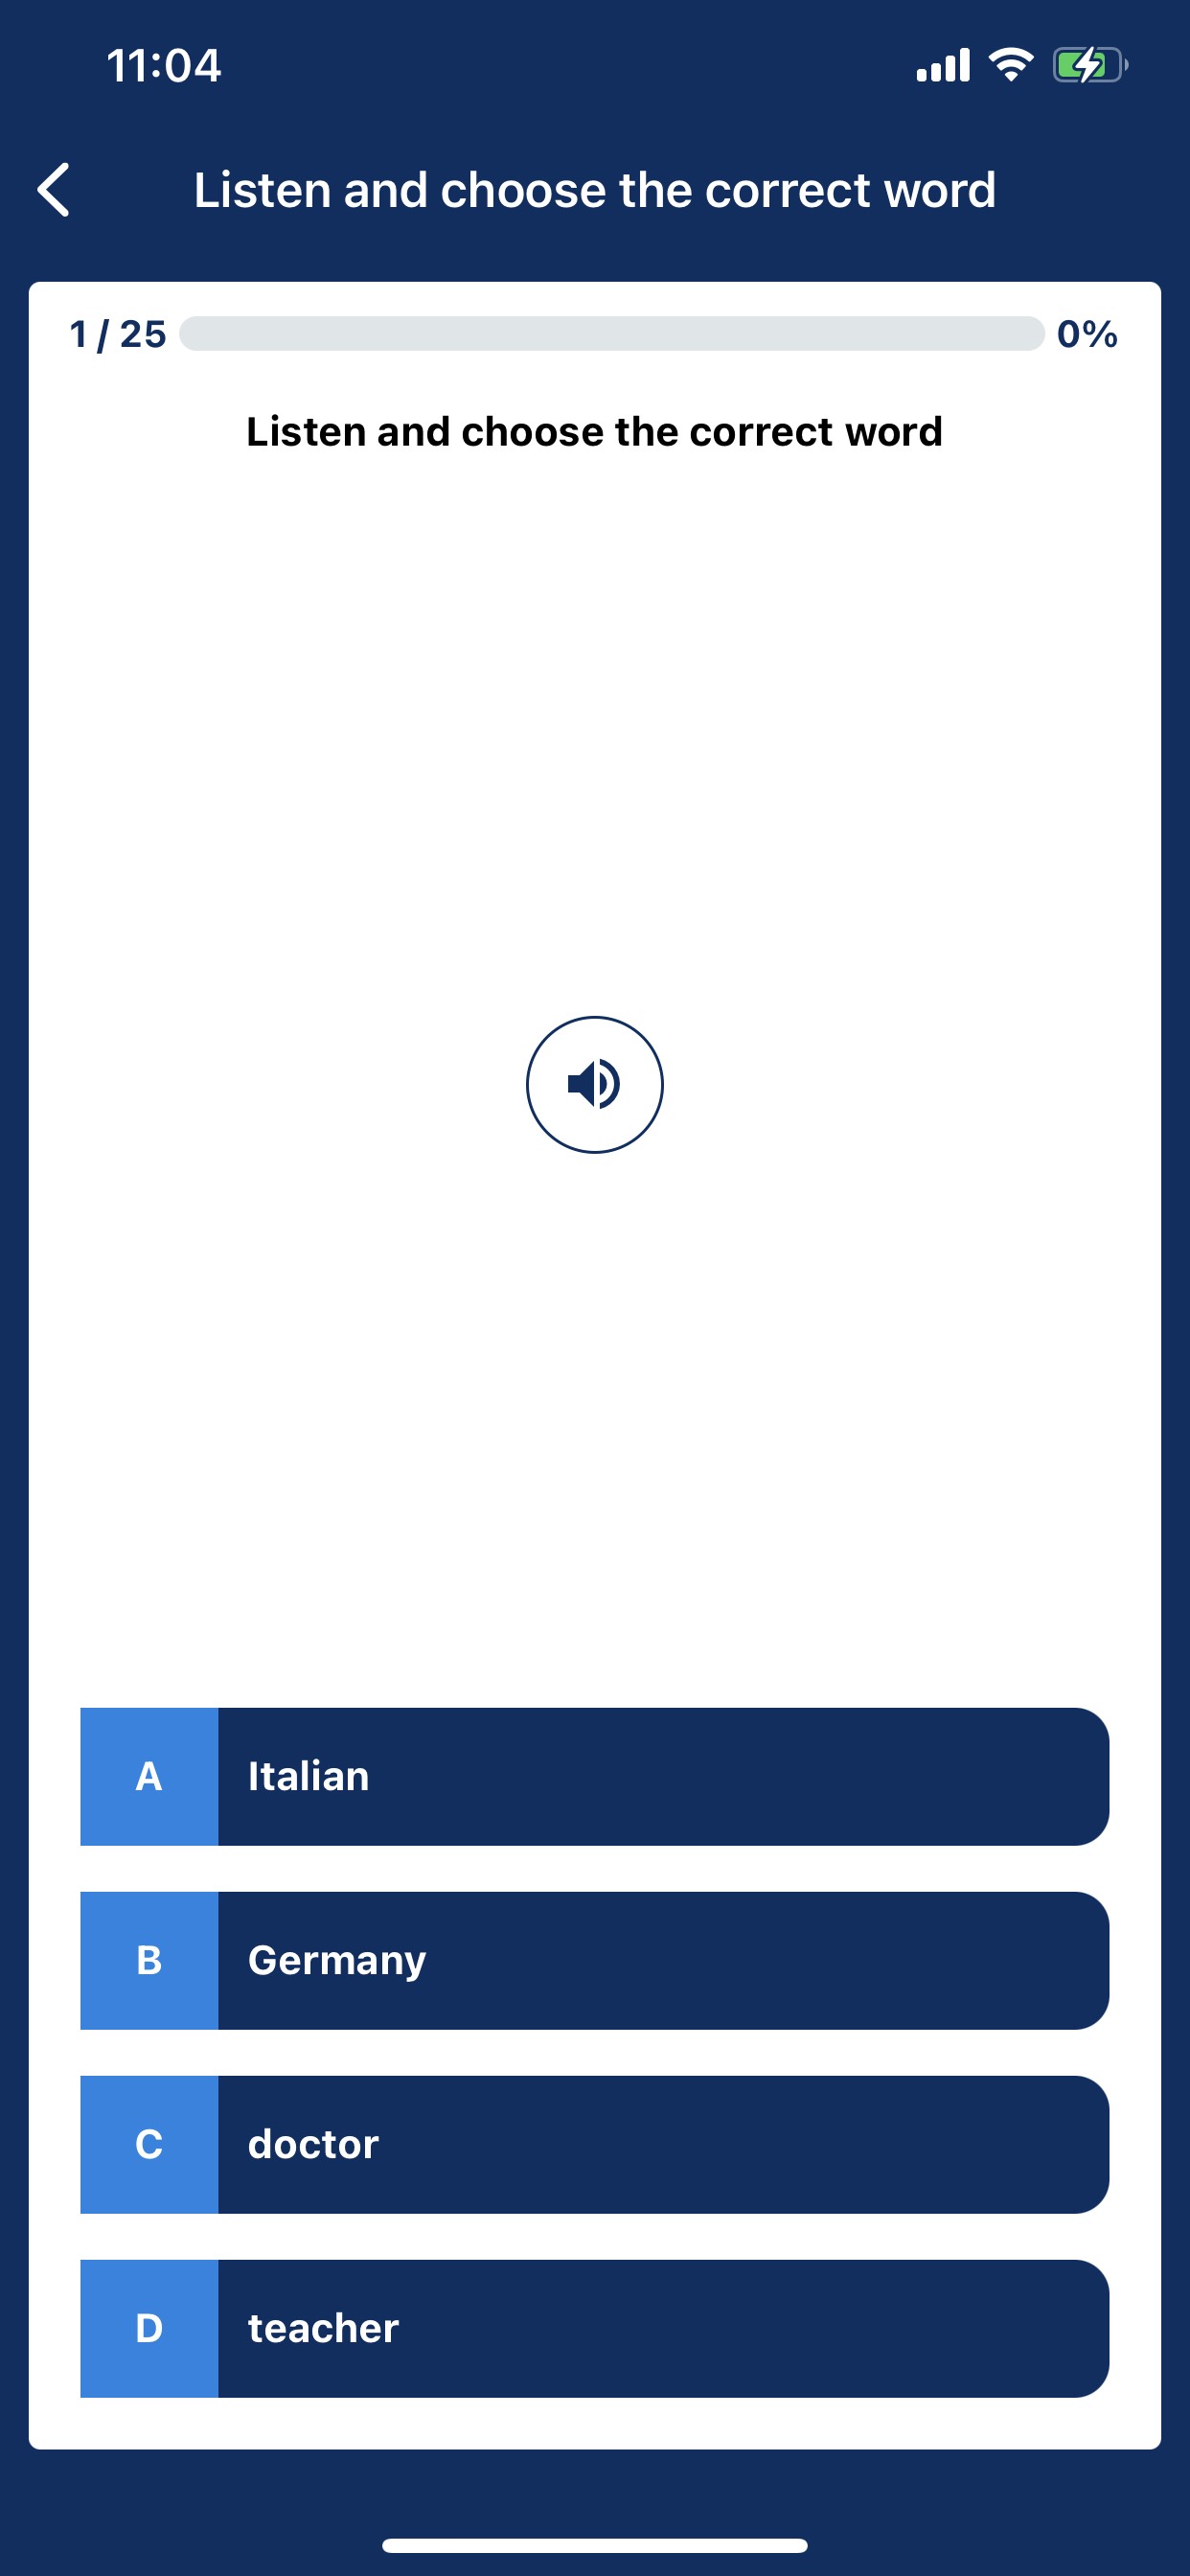 11:04
Listen and choose the correct word
1 / 25 0%
Listen and choose the correct word
A Italian
B Germany
C doctor
D teacher